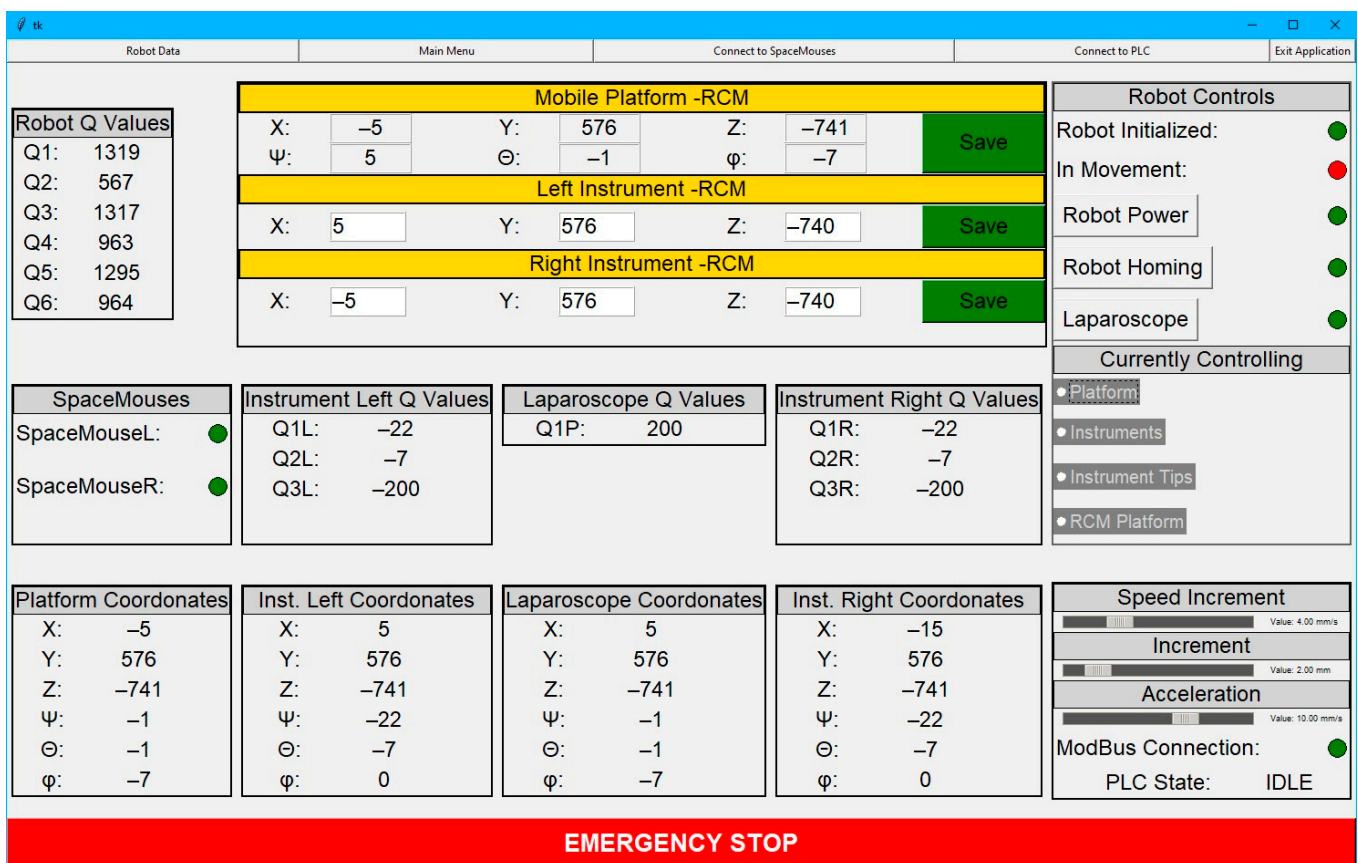 tk
Robot Data Main Menu Connect to SpaceMouses Connect to PLC Exit Application
Robot Q Values
Q1: 1319
Q2: 567
Q3: 1317
Q4: 963
Q5: 1295
Q6: 964
Mobile Platform -RCM
X: –5 Y: 576 Z: –741 Save
Ψ: 5 Θ: –1 φ: –7
Left Instrument -RCM
X: 5 Y: 576 Z: –740 Save
Right Instrument -RCM
X: –5 Y: 576 Z: –740 Save
Robot Controls
Robot Initialized:
In Movement:
Robot Power
Robot Homing
Laparoscope
Currently Controlling
Platform
Instruments
Instrument Tips
RCM Platform
SpaceMouses
SpaceMouseL:
SpaceMouseR:
Instrument Left Q Values
Q1L: –22
Q2L: –7
Q3L: –200
Laparoscope Q Values
Q1P: 200
Instrument Right Q Values
Q1R: –22
Q2R: –7
Q3R: –200
Platform Coordonates
X: –5
Y: 576
Z: –741
Ψ: –1
Θ: –1
φ: –7
Inst. Left Coordonates
X: 5
Y: 576
Z: –741
Ψ: –22
Θ: –7
φ: 0
Laparoscope Coordonates
X: 5
Y: 576
Z: –741
Ψ: –1
Θ: –1
φ: –7
Inst. Right Coordonates
X: –15
Y: 576
Z: –741
Ψ: –22
Θ: –7
φ: 0
Speed Increment
Value: 4.00 mm/s
Increment
Value: 2.00 mm
Acceleration
Value: 10.00 mm/s
ModBus Connection:
PLC State: IDLE
EMERGENCY STOP